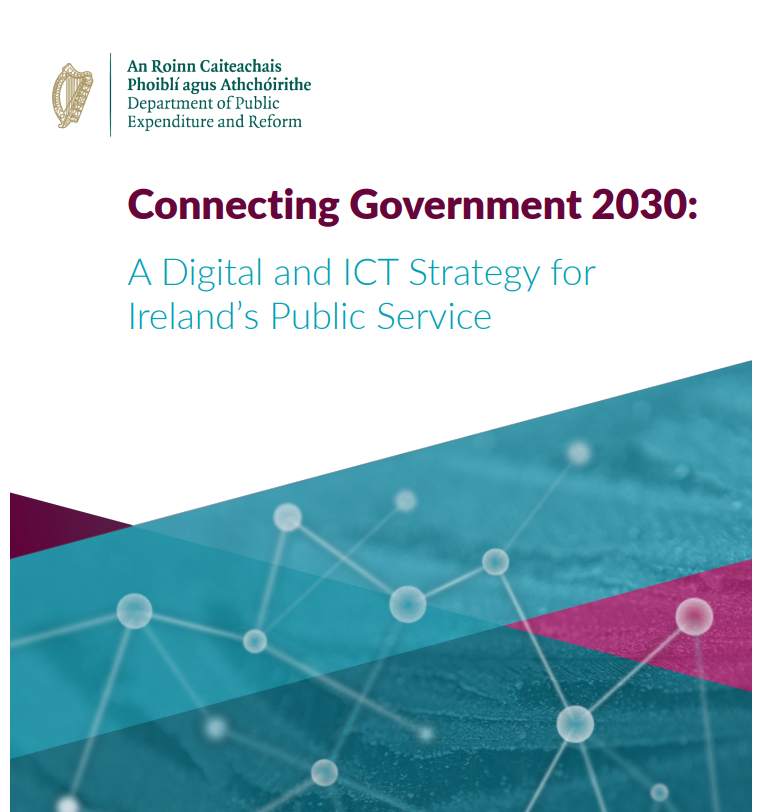 An Roinn Caiteachais
Phoiblí agus Athchóirithe
Department of Public
Expenditure and Reform
Connecting Government 2030:
A Digital and ICT Strategy for
Ireland’s Public Service